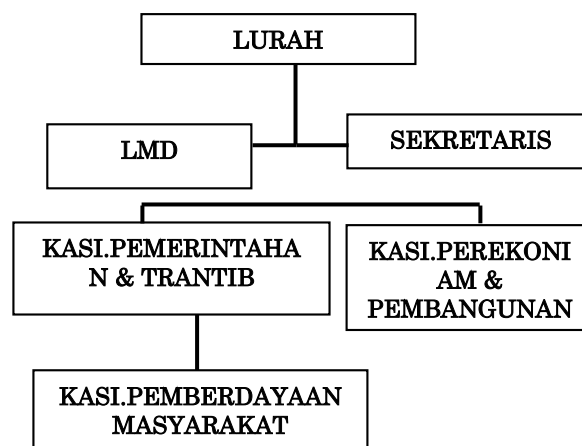 LURAH
LMD
SEKRETARIS
KASI.PEMERINTAHA
N & TRANTIB
KASI.PEREKONI
AM &
PEMBANGUNAN
KASI.PEMBERDAYAAN
MASYARAKAT